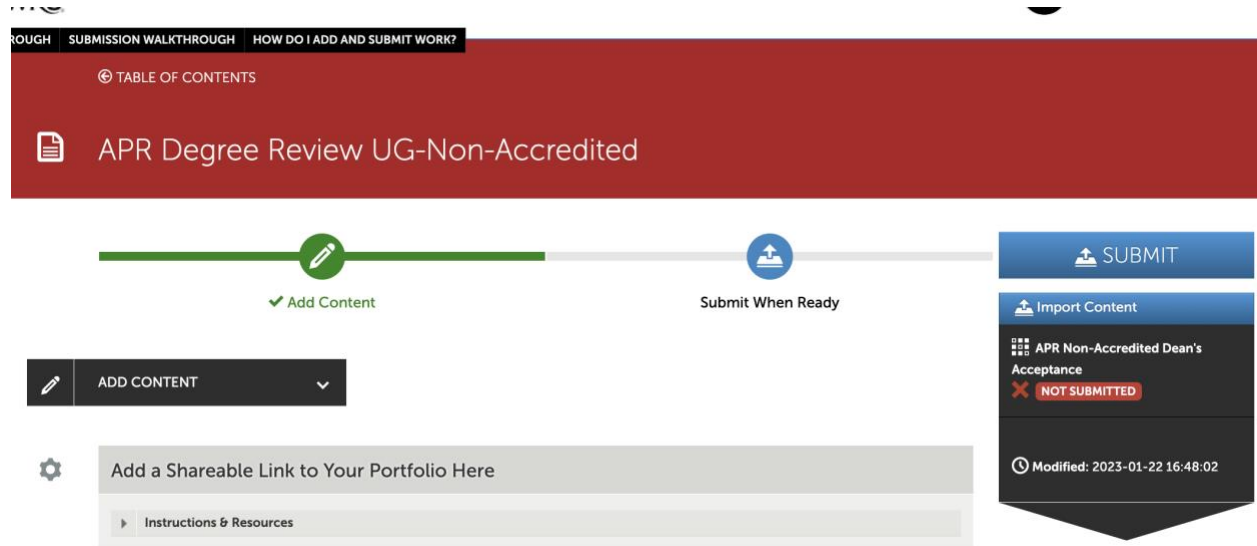 SUBMISSION WALKTHROUGH HOW DO I ADD AND SUBMIT WORK?
TABLE OF CONTENTS
APR Degree Review UG-Non-Accredited
SUBMIT
Add Content
Submit When Ready
Import Content
APR Non-Accredited Dean's
Acceptance
NOT SUBMITTED
ADD CONTENT
Add a Shareable Link to Your Portfolio Here
Modified: 2023-01-22 16:48:02
Instructions & Resources